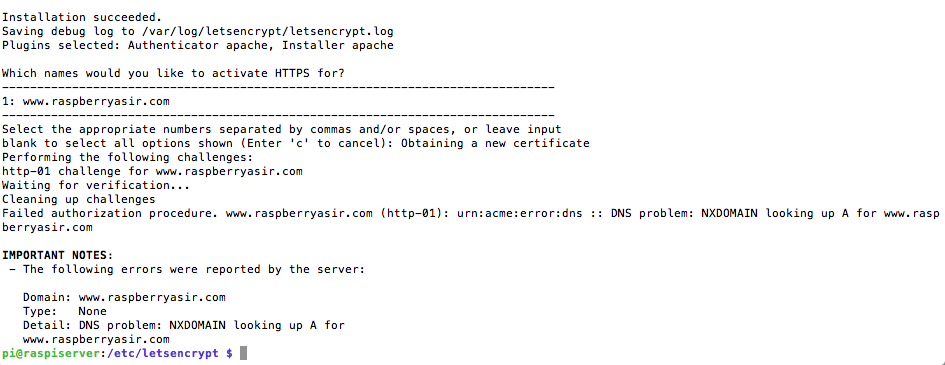 Installation succeeded.
Saving debug log to /var/log/letsencrypt/letsencrypt.log
Plugins selected: Authenticator apache, Installer apache

Which names would you like to activate HTTPS for?
-------------------------------------------------------------------------------
1: www.raspberryasir.com
-------------------------------------------------------------------------------
Select the appropriate numbers separated by commas and/or spaces, or leave input
blank to select all options shown (Enter 'c' to cancel): Obtaining a new certificate
Performing the following challenges:
http-01 challenge for www.raspberryasir.com
Waiting for verification...
Cleaning up challenges
Failed authorization procedure. www.raspberryasir.com (http-01): urn:acme:error:dns :: DNS problem: NXDOMAIN looking up A for www.rasp
berryasir.com

IMPORTANT NOTES:
 - The following errors were reported by the server:

   Domain: www.raspberryasir.com
   Type:   None
   Detail: DNS problem: NXDOMAIN looking up A for
   www.raspberryasir.com
pi@raspiserver:/etc/letsencrypt $